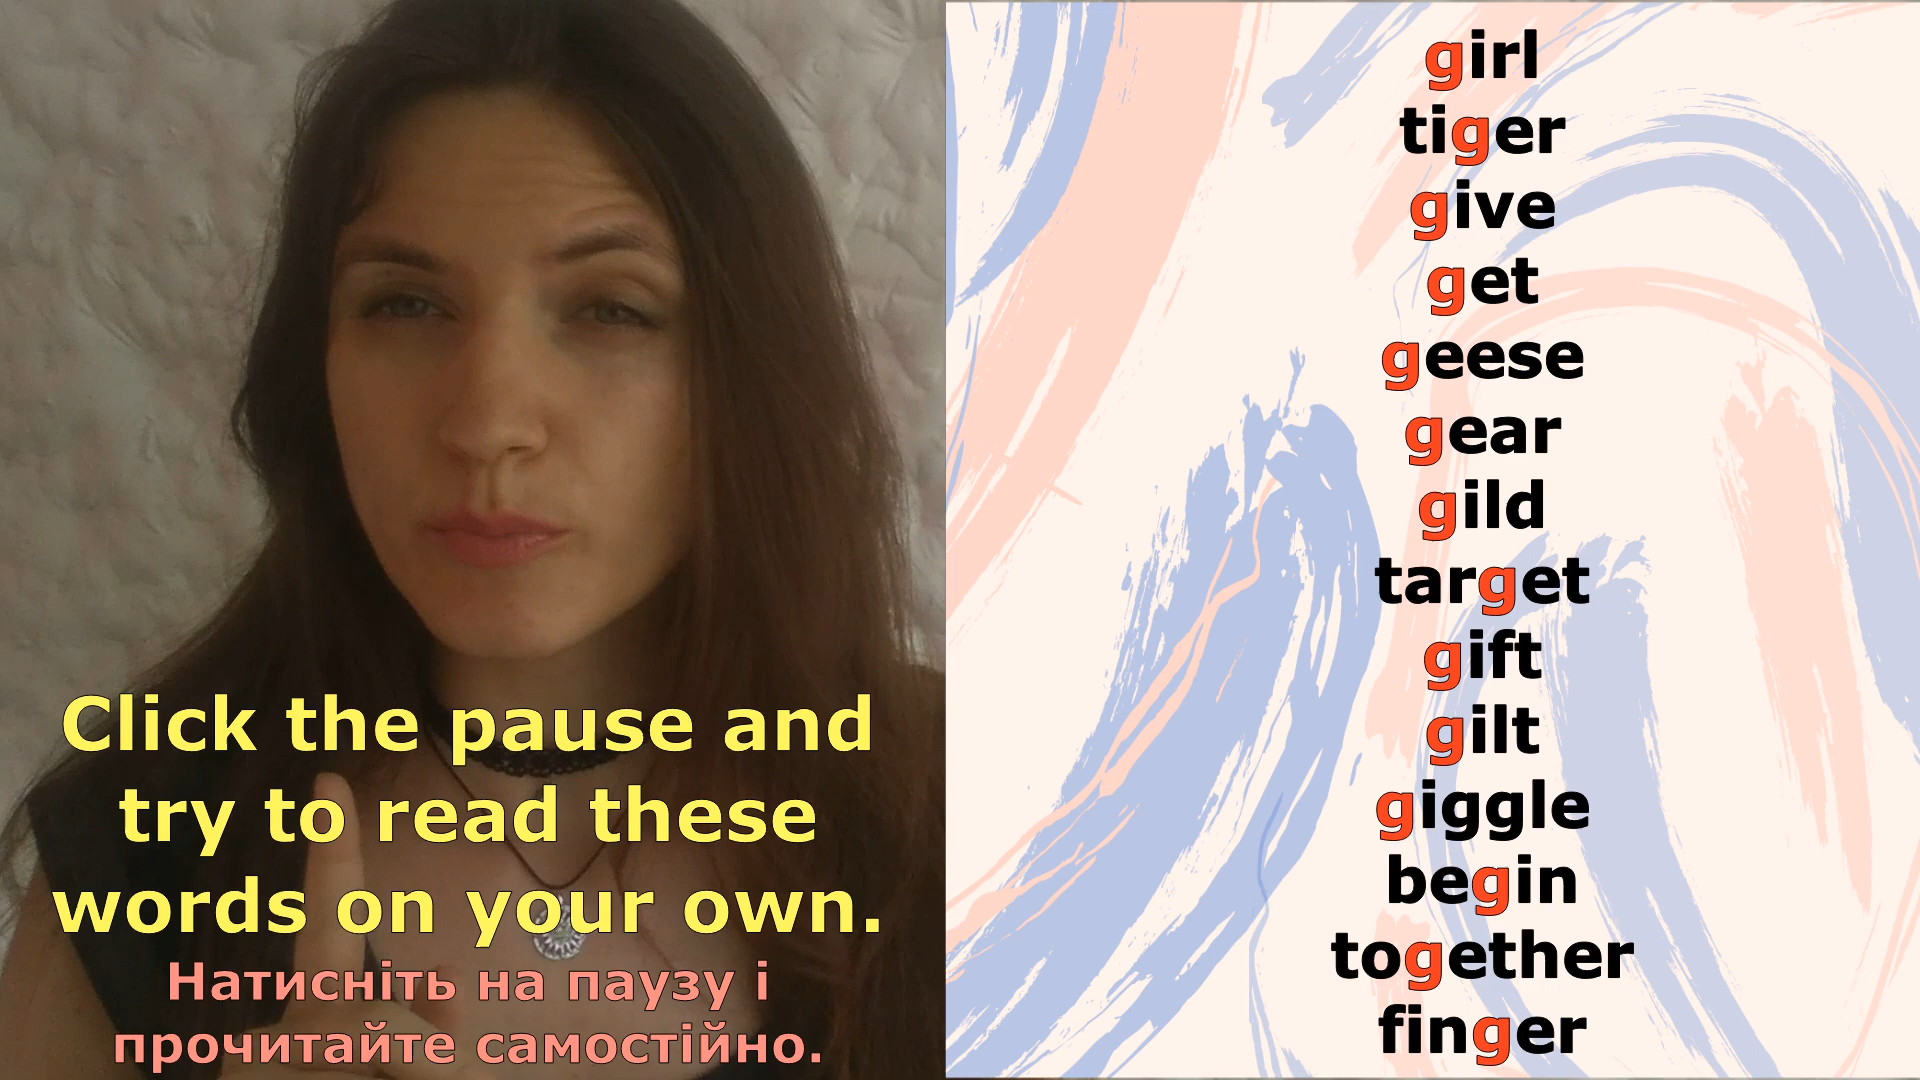 Click the pause and
try to read these
words on your own.
Натисніть на паузу і
прочитайте самостійно.
girl
tiger
give
get
geese
gear
gild
target
gift
gilt
giggle
begin
together
finger